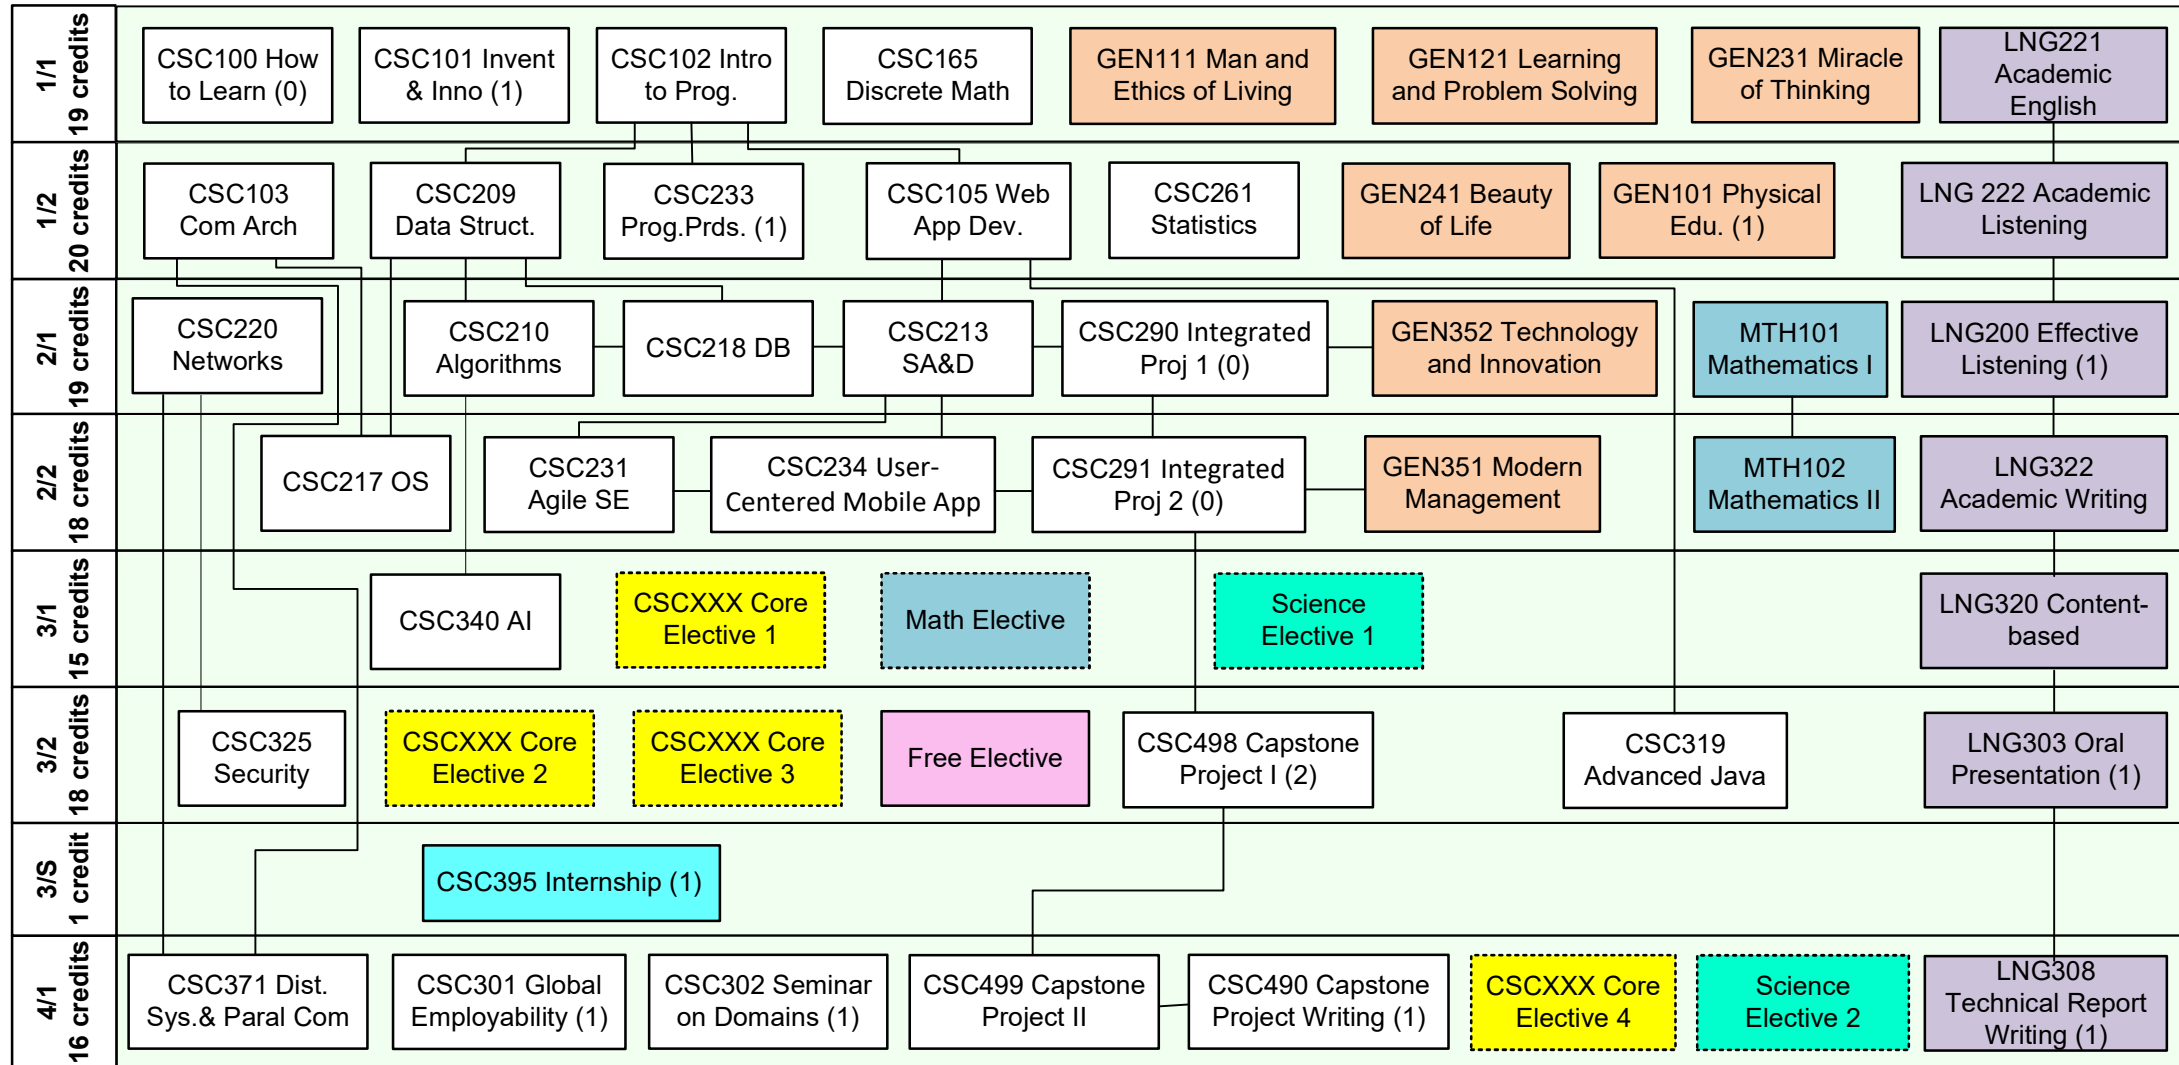 1/1
19 credits
CSC100 How
to Learn (0)
CSC101 Invent
& Inno (1)
CSC102 Intro
to Prog.
CSC165
Discrete Math
GEN111 Man and
Ethics of Living
GEN121 Learning
and Problem Solving
GEN231 Miracle
of Thinking
LNG221
Academic
English
1/2
20 credits
CSC103
Com Arch
CSC209
Data Struct.
CSC233
Prog.Prds. (1)
CSC105 Web
App Dev.
CSC261
Statistics
GEN241 Beauty
of Life
GEN101 Physical
Edu. (1)
LNG 222 Academic
Listening
2/1
19 credits
CSC220
Networks
CSC210
Algorithms
CSC218 DB
CSC213
SA&D
CSC290 Integrated
Proj 1 (0)
GEN352 Technology
and Innovation
MTH101
Mathematics I
LNG200 Effective
Listening (1)
2/2
18 credits
CSC217 OS
CSC231
Agile SE
CSC234 User-
Centered Mobile App
CSC291 Integrated
Proj 2 (0)
GEN351 Modern
Management
MTH102
Mathematics II
LNG322
Academic Writing
3/1
15 credits
CSC340 AI
CSCXXX Core
Elective 1
Math Elective
Science
Elective 1
LNG320 Content-
based
3/2
18 credits
CSC325
Security
CSCXXX Core
Elective 2
CSCXXX Core
Elective 3
Free Elective
CSC498 Capstone
Project I (2)
CSC319
Advanced Java
LNG303 Oral
Presentation (1)
3/S
1 credit
CSC395 Internship (1)
4/1
16 credits
CSC371 Dist.
Sys.& Paral Com
CSC301 Global
Employability (1)
CSC302 Seminar
on Domains (1)
CSC499 Capstone
Project II
CSC490 Capstone
Project Writing (1)
CSCXXX Core
Elective 4
Science
Elective 2
LNG308
Technical Report
Writing (1)